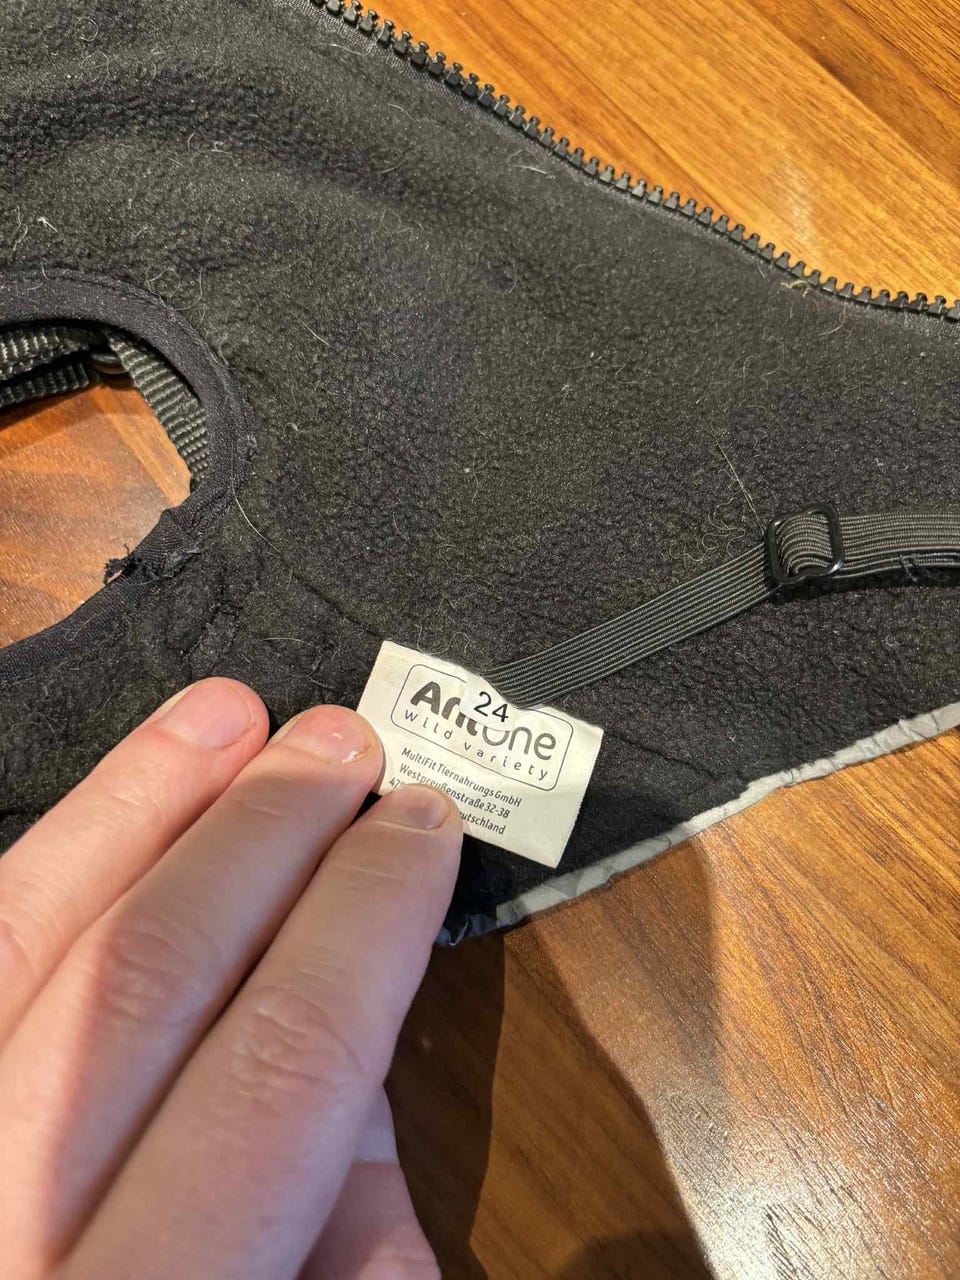 24
AniOne
wild variety
MultiFit Tiernahrungs GmbH
Westpreußenstraße 32-38